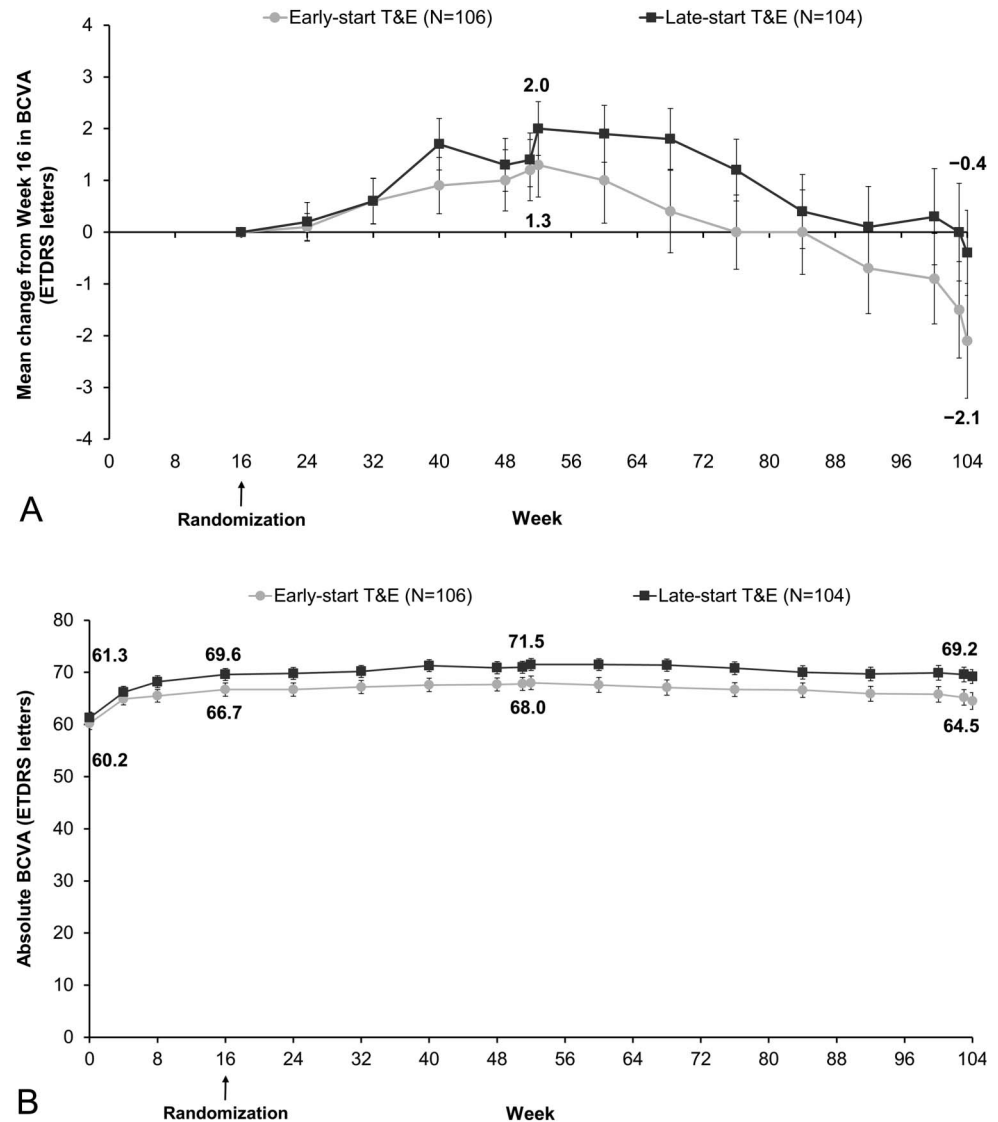 Early-start T&E (N=106) Late-start T&E (N=104)
Mean change from Week 16 in BCVA
(ETDRS letters)
4
3
2
1
0
-1
-2
-3
-4
2.0
1.3
−0.4
−2.1
0 8 16 24 32 40 48 56 64 72 80 88 96 104
Randomization
Week
A
Early-start T&E (N=106) Late-start T&E (N=104)
Absolute BCVA (ETDRS letters)
80
70
60
50
40
30
20
10
0
61.3 69.6 71.5 69.2
60.2 66.7 68.0 64.5
0 8 16 24 32 40 48 56 64 72 80 88 96 104
Randomization
Week
B